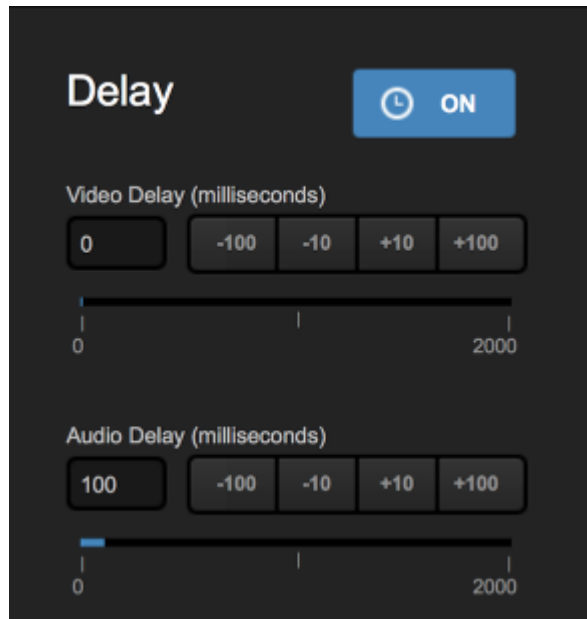 Delay ON
Video Delay (milliseconds)
0 -100 -10 +10 +100
0 2000
Audio Delay (milliseconds)
100 -100 -10 +10 +100
0 2000